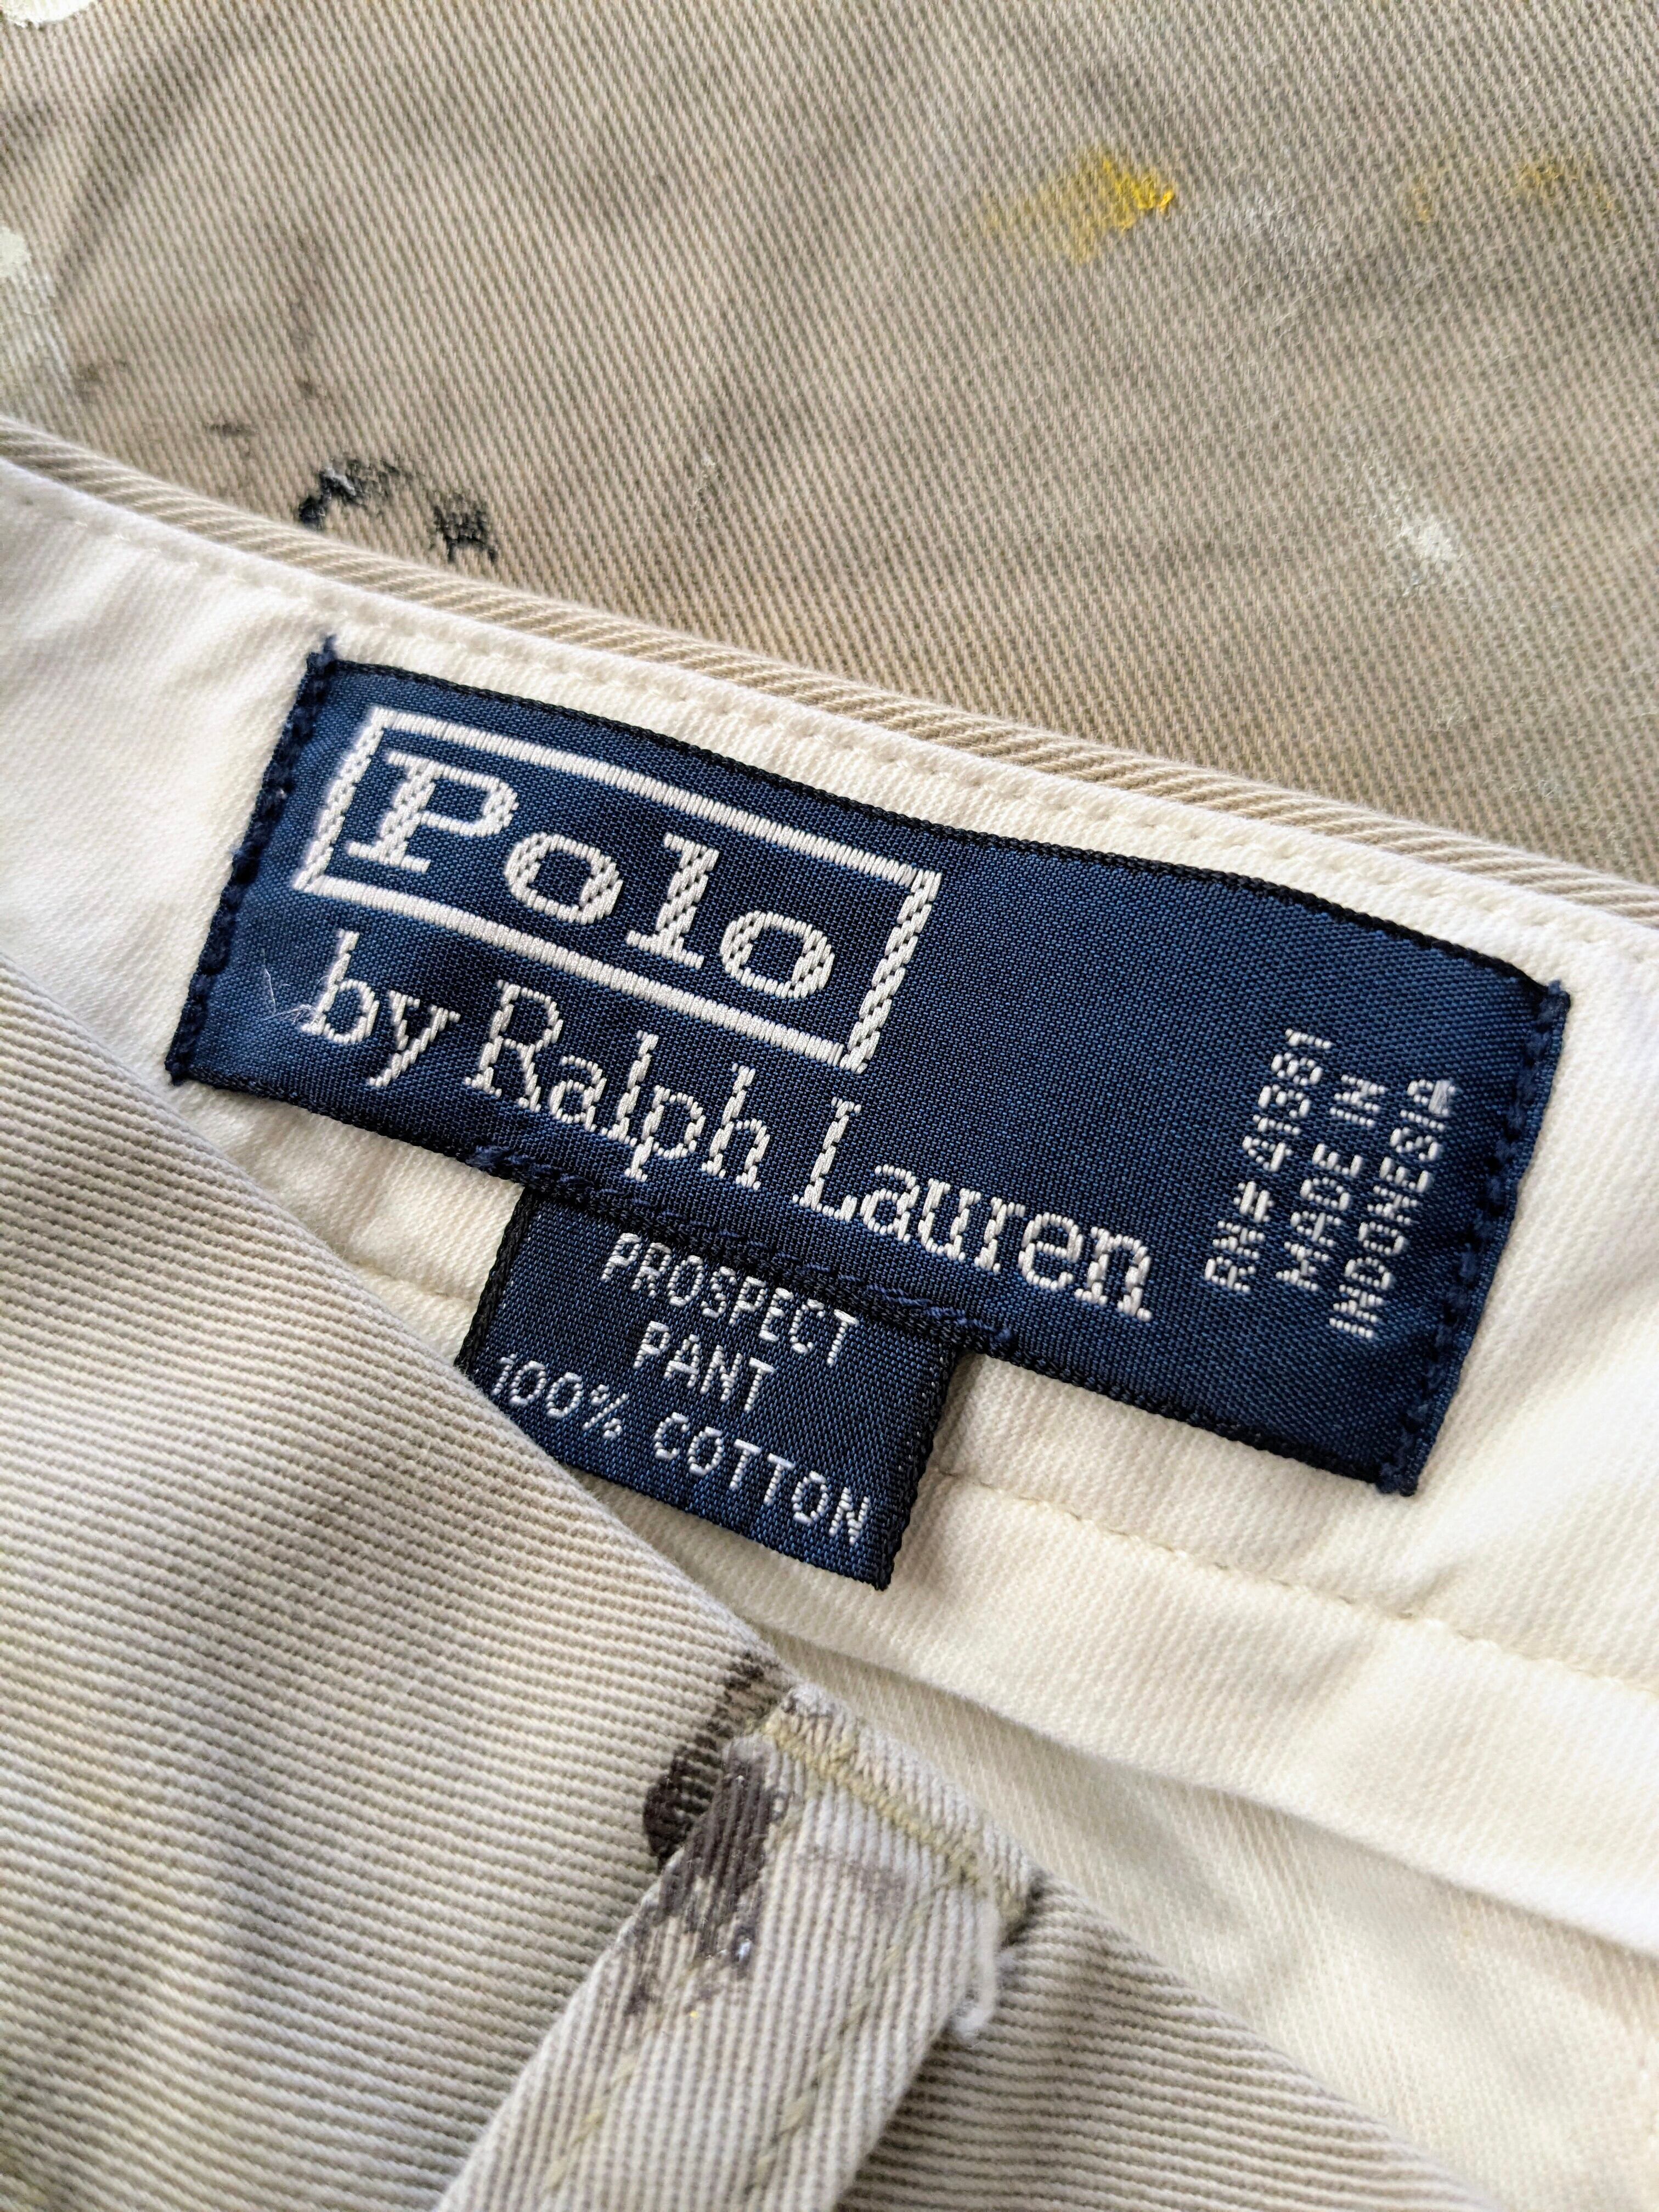 Polo
by Ralph Lauren
RN# 41381
MADE IN
INDONESIA
PROSPECT
PANT
100% COTTON